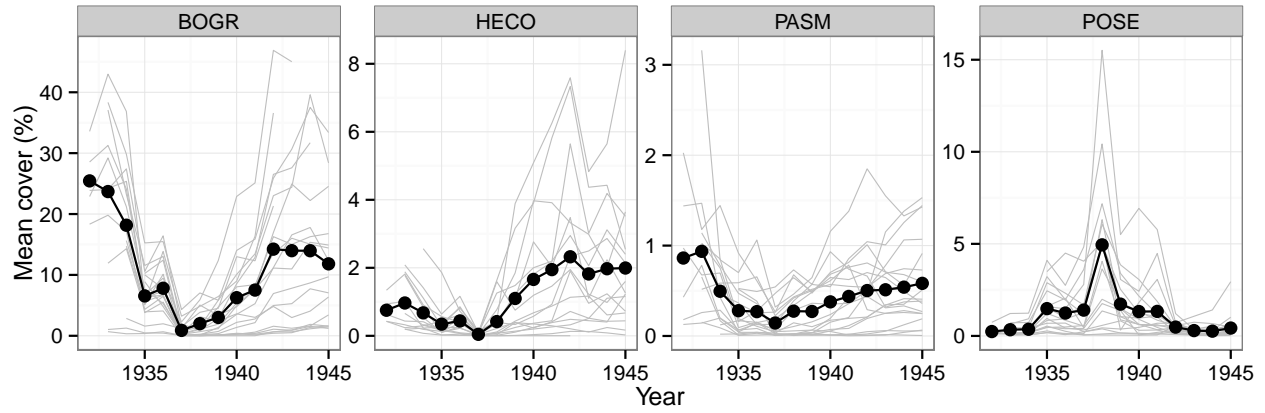 BOGR HECO PASM POSE
Mean cover (%)
0 10 20 30 40
0 2 4 6 8
0 1 2 3
0 5 10 15
1935 1940 1945 1935 1940 1945 1935 1940 1945 1935 1940 1945
Year